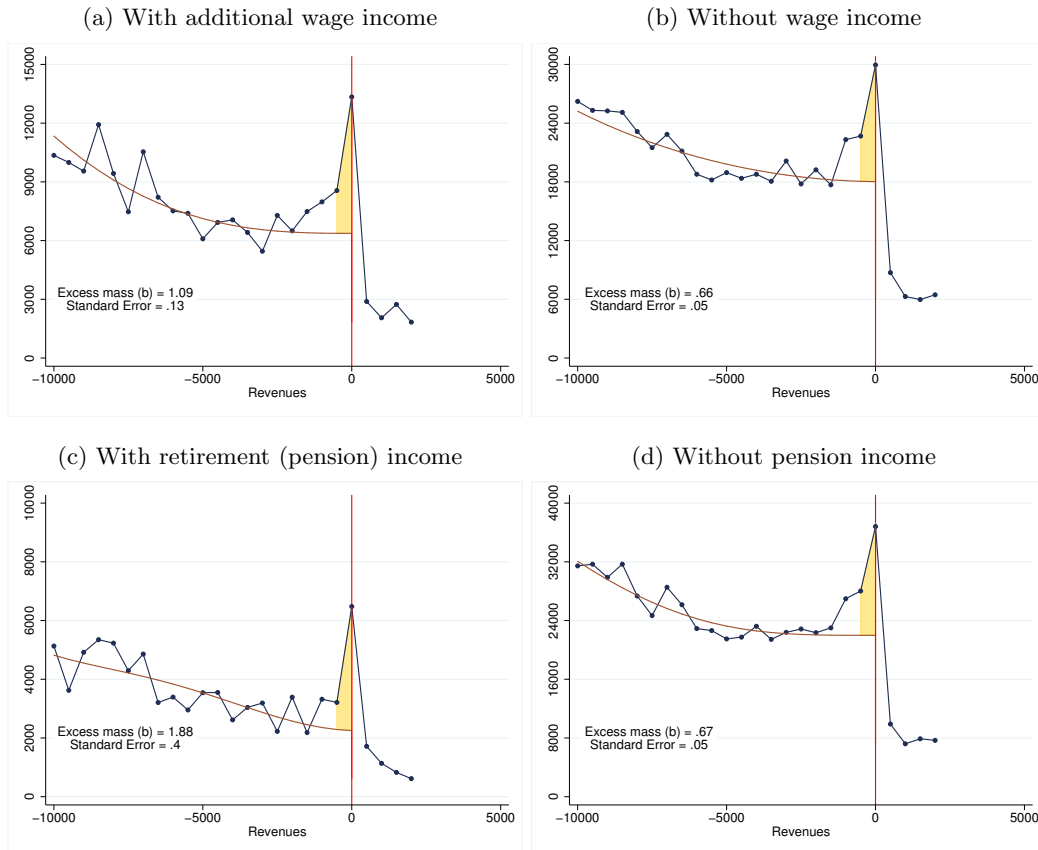 (a) With additional wage income
15000
12000
9000
6000
3000
0
Excess mass (b) = 1.09
Standard Error = .13
−10000 −5000 0 5000
Revenues
(b) Without wage income
30000
24000
18000
12000
6000
0
Excess mass (b) = .66
Standard Error = .05
−10000 −5000 0 5000
Revenues
(c) With retirement (pension) income
10000
8000
6000
4000
2000
0
Excess mass (b) = 1.88
Standard Error = .4
−10000 −5000 0 5000
Revenues
(d) Without pension income
40000
32000
24000
16000
8000
0
Excess mass (b) = .67
Standard Error = .05
−10000 −5000 0 5000
Revenues